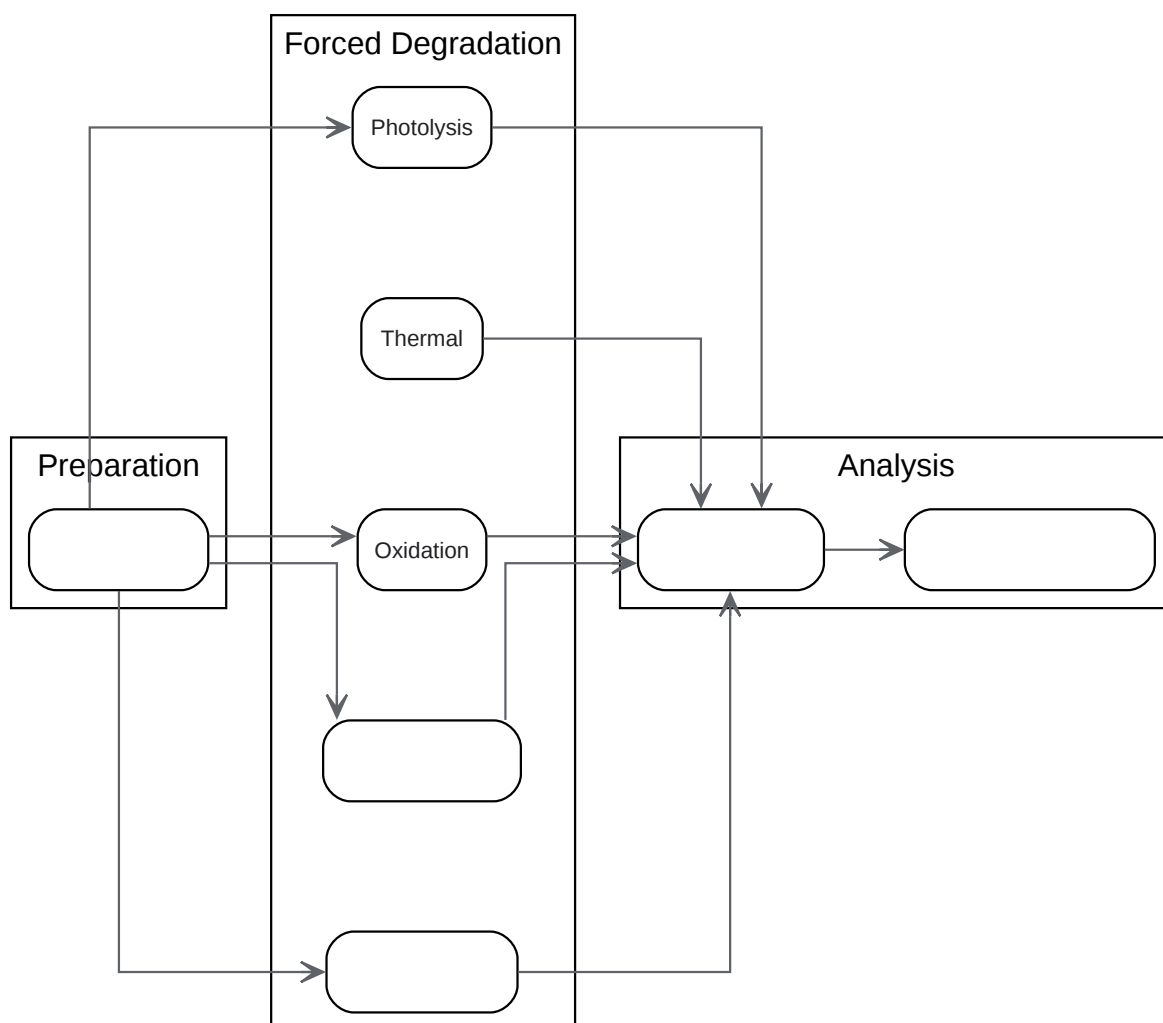 Forced Degradation
Photolysis
Thermal
Preparation
Analysis
Oxidation